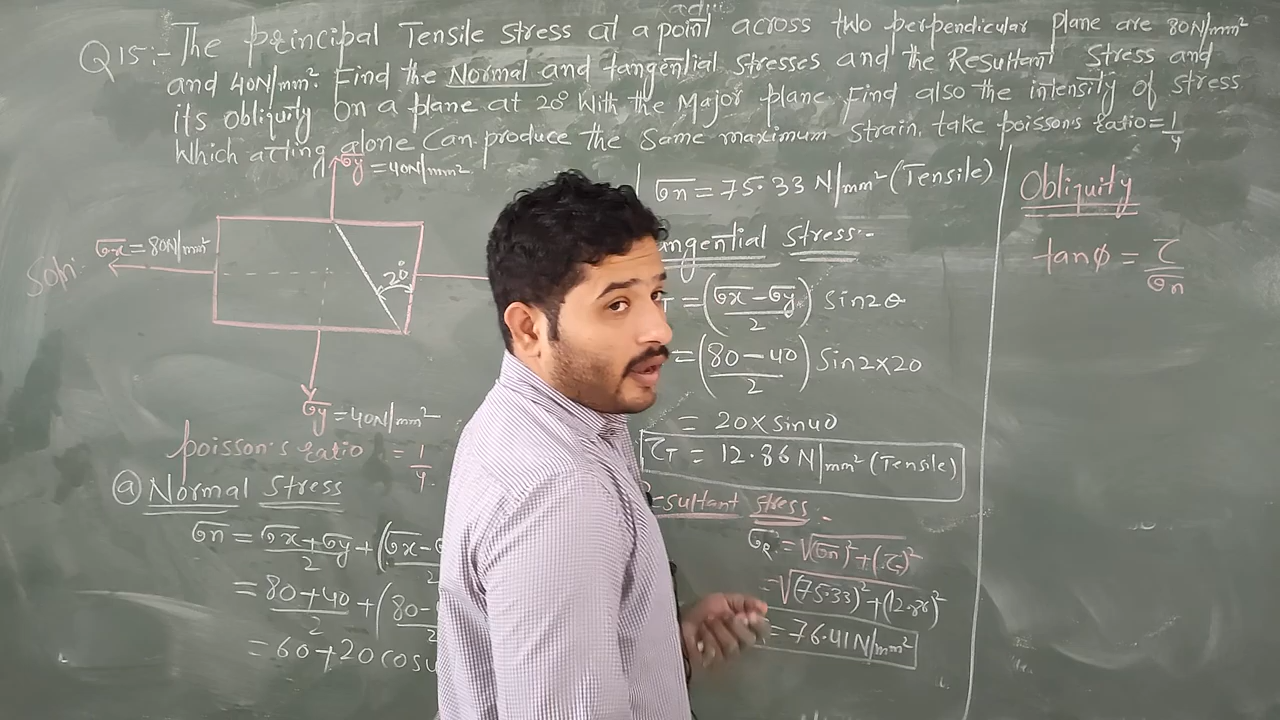 Q15:- The principal Tensile stress at a point across two perpendicular plane are 80N/mm²
and 40N/mm². Find the Normal and tangential stresses and the Resultant Stress and
its obliquity on a plane at 20° With the Major plane. Find also the intensity of stress
Which acting alone Can produce the same maximum strain. take poisson's ratio = 1/4
σy = 40N/mm²
σx = 80N/mm²
Soln:
20°
σy = 40N/mm²
poisson's ratio = 1/4.
(a) Normal Stress
σn = σx+σy/2 + (σx-
= 80+40/2 + (80-
= 60+20 cos
σn = 75.33 N/mm² (Tensile)
ngential Stress:-
= (σx-σy/2) Sin2θ
= (80-40/2) Sin2×20
= 20×sin40
τT = 12.86 N/mm² (Tensile)
sultant stress:-
σR = √(σn)²+(τ)²
= √(75.33)²+(12.86)²
= 76.41N/mm²
Obliquity
tanφ = τ/σn